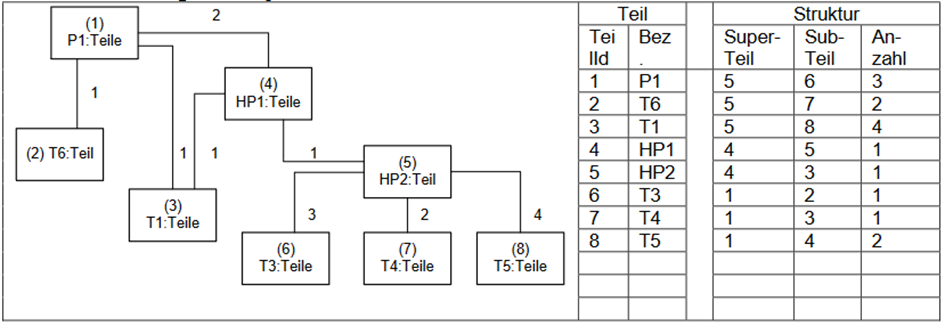 2
(1)
P1:Teile
(4)
HP1:Teile
1
1
1
1
(2) T6:Teil
(5)
HP2:Teil
(3)
T1:Teile
3
2
4
(6)
T3:Teile
(7)
T4:Teile
(8)
T5:Teile
Teil Struktur
Tei Bez Super- Sub- An-
lId . Teil Teil zahl
1 P1 5 6 3
2 T6 5 7 2
3 T1 5 8 4
4 HP1 4 5 1
5 HP2 4 3 1
6 T3 1 2 1
7 T4 1 3 1
8 T5 1 4 2